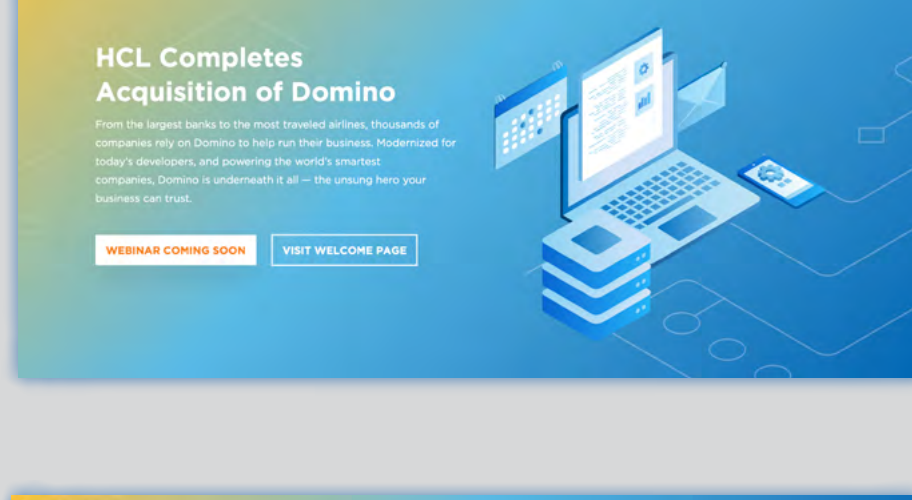 HCL Completes
Acquisition of Domino
From the largest banks to the most traveled airlines, thousands of
companies rely on Domino to help run their business. Modernized for
today's developers, and powering the world's smartest
companies, Domino is underneath it all — the unsung hero your
business can trust.
WEBINAR COMING SOON
VISIT WELCOME PAGE